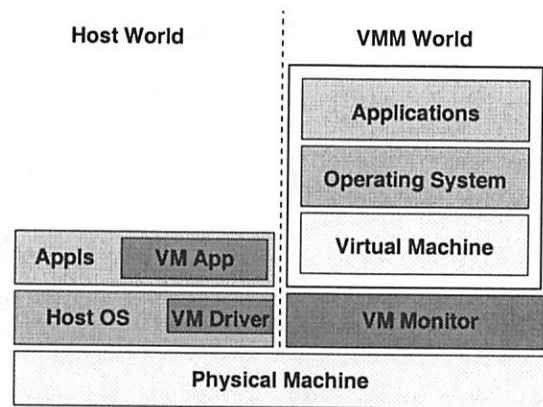 Host World
VMM World
Applications
Operating System
Virtual Machine
Appls
VM App
Host OS
VM Driver
VM Monitor
Physical Machine